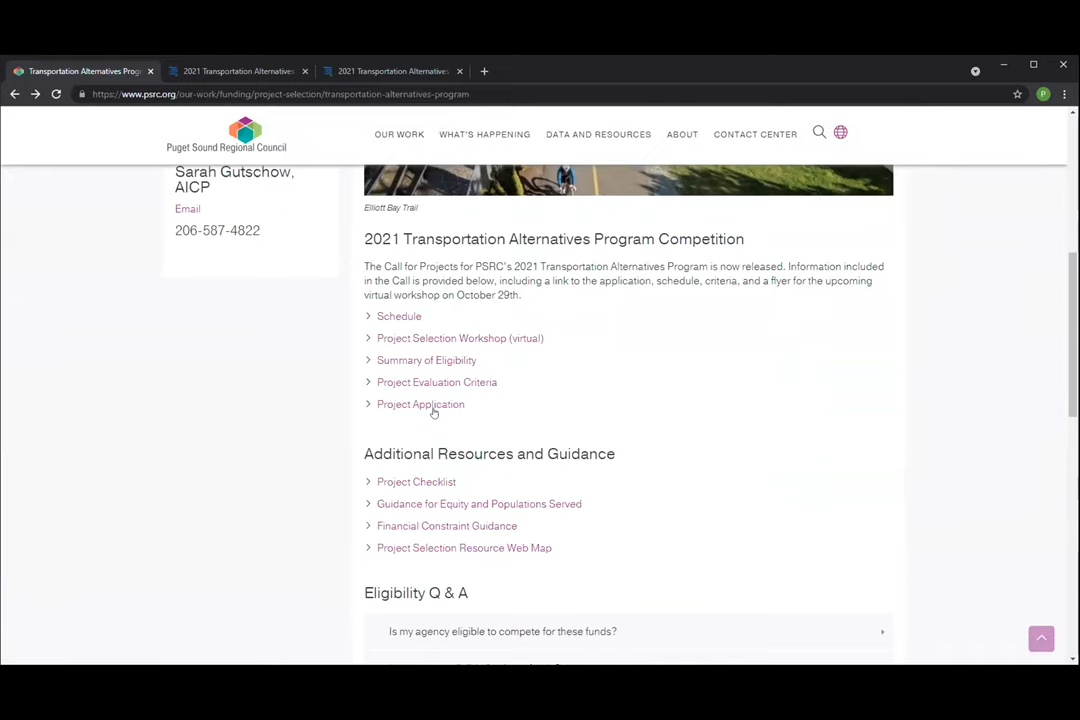 Transportation Alternatives Prog
2021 Transportation Alternatives
2021 Transportation Alternatives
https://www.psrc.org/our-work/funding/project-selection/transportation-alternatives-program
P
Puget Sound Regional Council
OUR WORK
WHAT'S HAPPENING
DATA AND RESOURCES
ABOUT
CONTACT CENTER
Sarah Gutschow,
AICP
Email
206-587-4822
Elliott Bay Trail
2021 Transportation Alternatives Program Competition
The Call for Projects for PSRC's 2021 Transportation Alternatives Program is now released. Information included
in the Call is provided below, including a link to the application, schedule, criteria, and a flyer for the upcoming
virtual workshop on October 29th.
Schedule
Project Selection Workshop (virtual)
Summary of Eligibility
Project Evaluation Criteria
Project Application
Additional Resources and Guidance
Project Checklist
Guidance for Equity and Populations Served
Financial Constraint Guidance
Project Selection Resource Web Map
Eligibility Q & A
Is my agency eligible to compete for these funds?